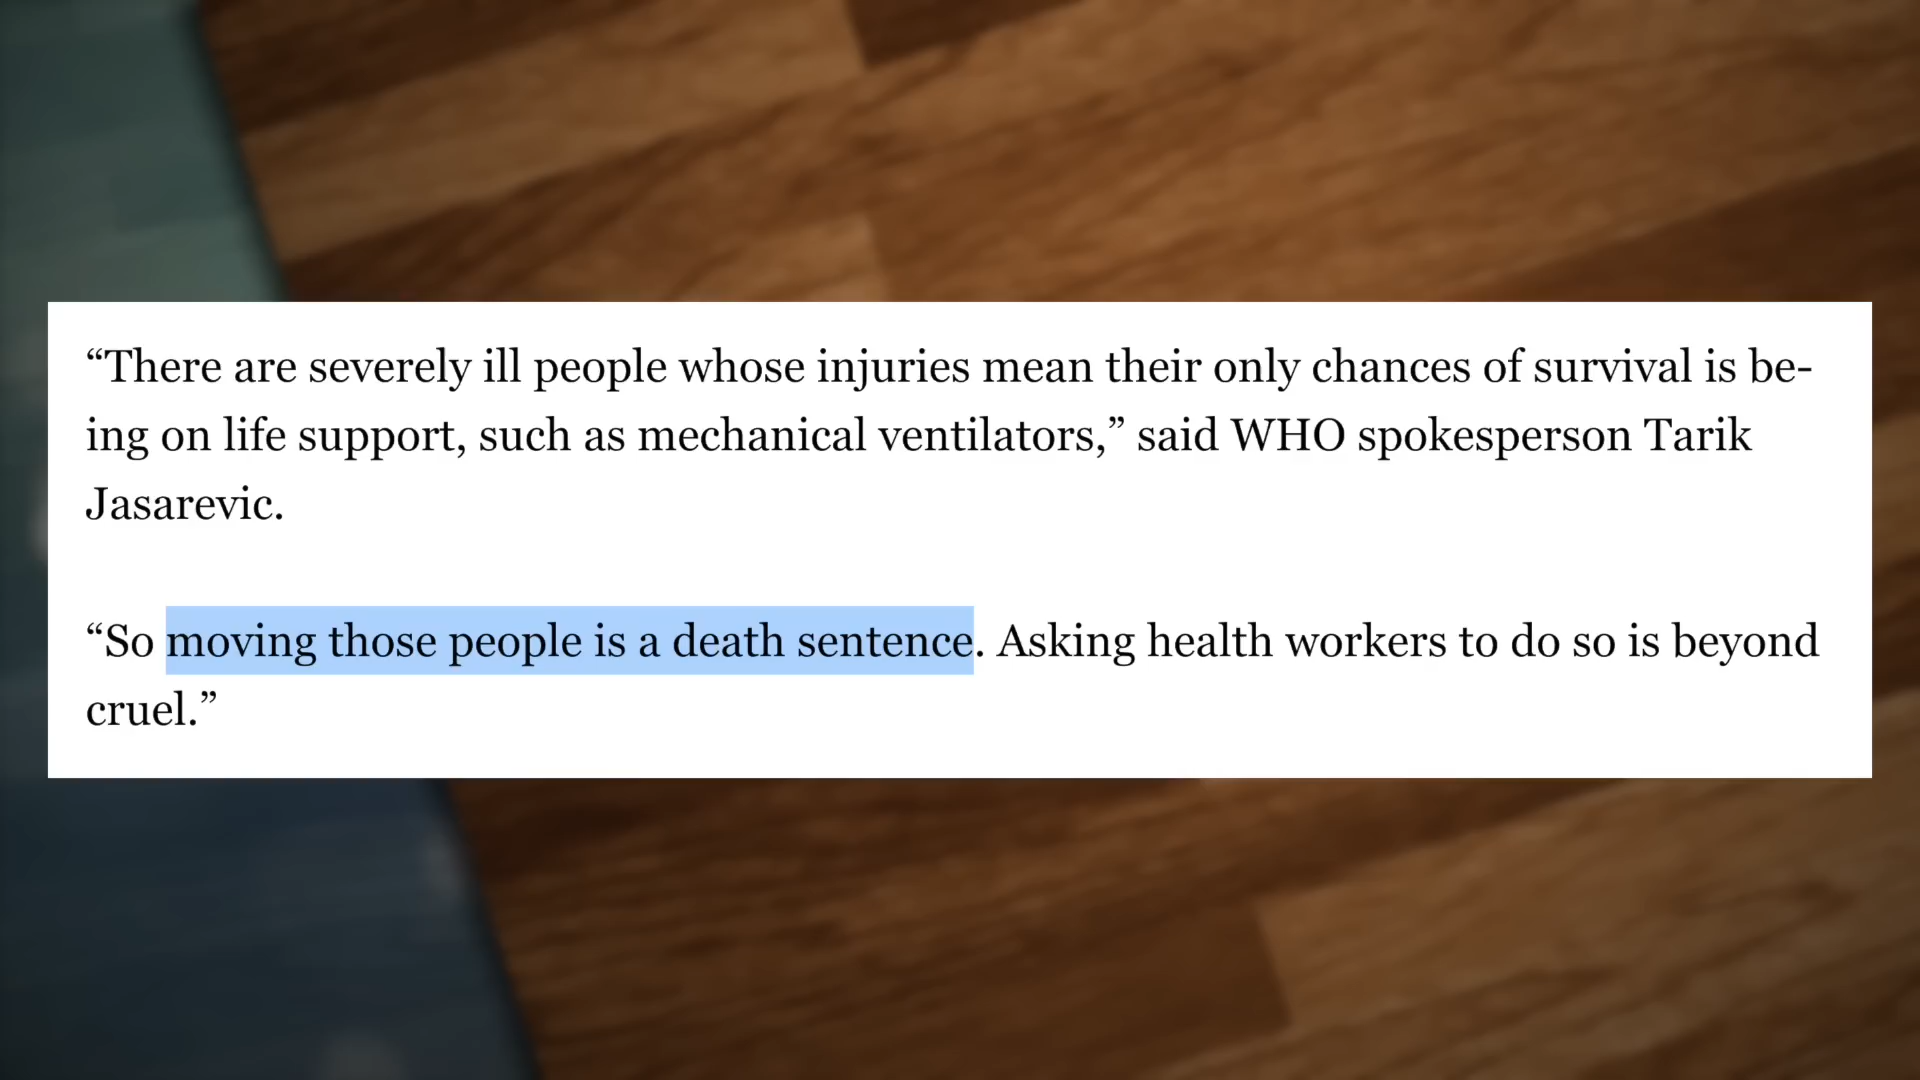 “There are severely ill people whose injuries mean their only chances of survival is be-
ing on life support, such as mechanical ventilators,” said WHO spokesperson Tarik
Jasarevic.
“So moving those people is a death sentence. Asking health workers to do so is beyond
cruel.”